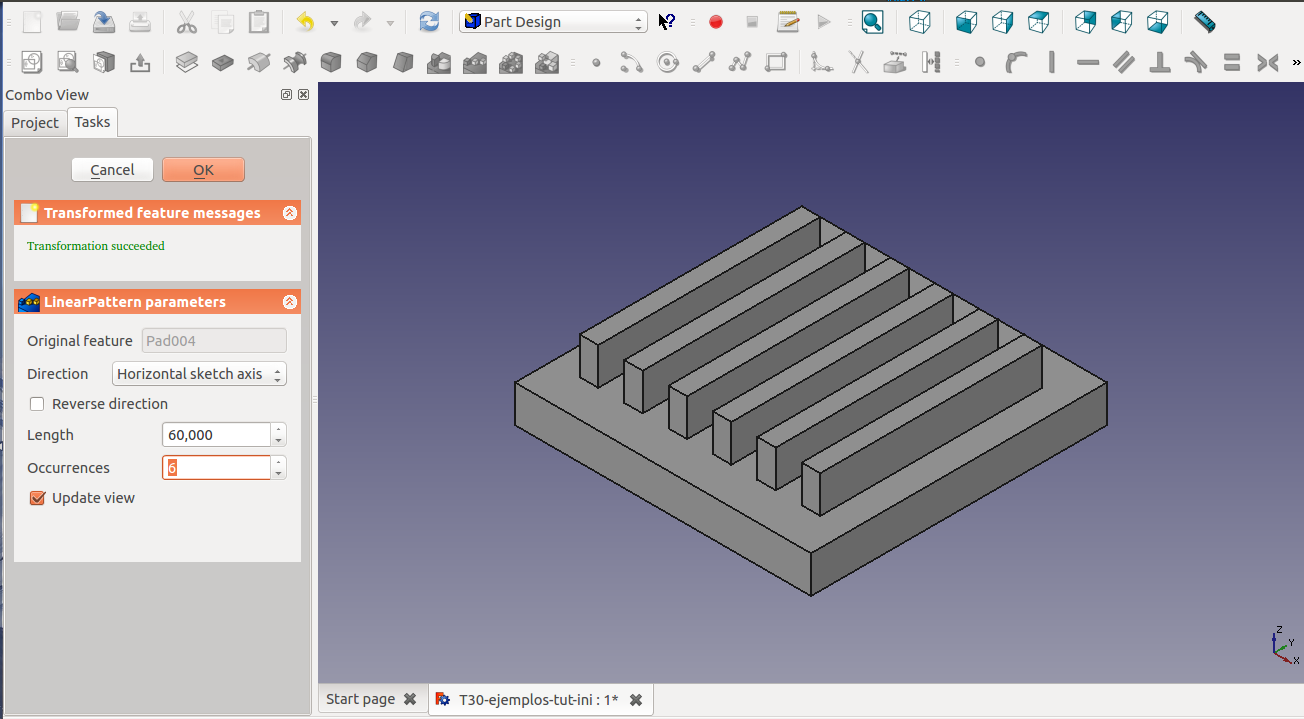 Part Design
Combo View
Project
Tasks
Cancel
OK
Transformed feature messages
Transformation succeeded
LinearPattern parameters
Original feature
Pad004
Direction
Horizontal sketch axis
Reverse direction
Length
60,000
Occurrences
6
Update view
Z
Y
X
Start page
T30-ejemplos-tut-ini : 1*